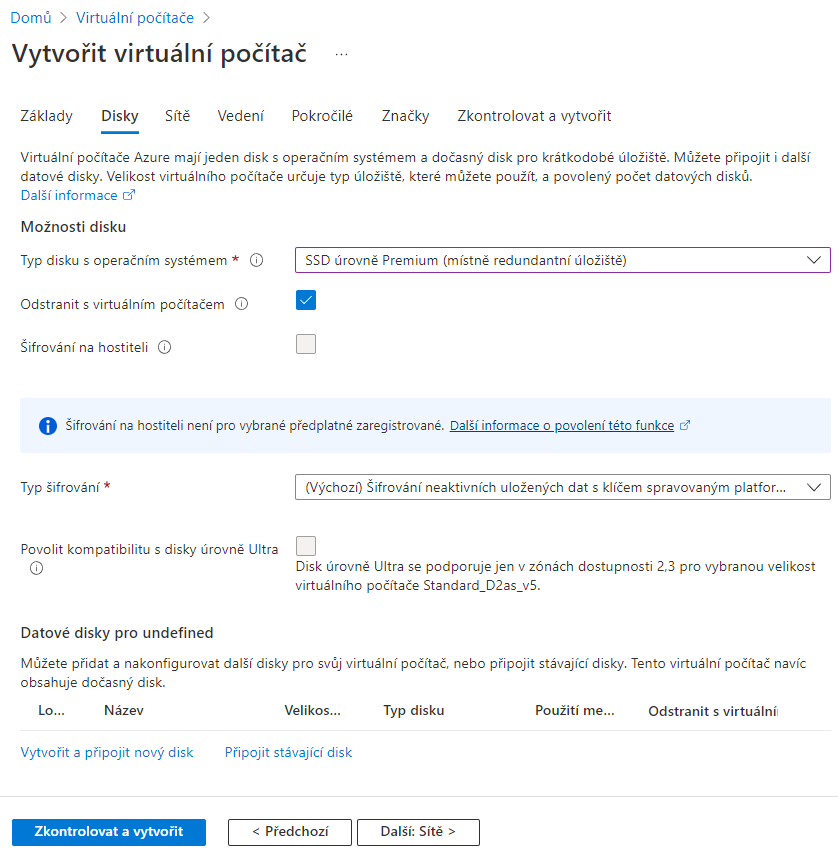 Domů > Virtuální počítače >
Vytvořit virtuální počítač ...
Základy Disky Sítě Vedení Pokročilé Značky Zkontrolovat a vytvořit
Virtuální počítače Azure mají jeden disk s operačním systémem a dočasný disk pro krátkodobé úložiště. Můžete připojit i další
datové disky. Velikost virtuálního počítače určuje typ úložiště, které můžete použít, a povolený počet datových disků.
Další informace
Možnosti disku
Typ disku s operačním systémem * SSD úrovně Premium (místně redundantní úložiště)
Odstranit s virtuálním počítačem
Šifrování na hostiteli
Šifrování na hostiteli není pro vybrané předplatné zaregistrované. Další informace o povolení této funkce
Typ šifrování * (Výchozí) Šifrování neaktivních uložených dat s klíčem spravovaným platfor...
Povolit kompatibilitu s disky úrovně Ultra
Disk úrovně Ultra se podporuje jen v zónách dostupnosti 2,3 pro vybranou velikost
virtuálního počítače Standard_D2as_v5.
Datové disky pro undefined
Můžete přidat a nakonfigurovat další disky pro svůj virtuální počítač, nebo připojit stávající disky. Tento virtuální počítač navíc
obsahuje dočasný disk.
Lo... Název Velikos... Typ disku Použití me... Odstranit s virtuální
Vytvořit a připojit nový disk Připojit stávající disk
Zkontrolovat a vytvořit < Předchozí Další: Sítě >